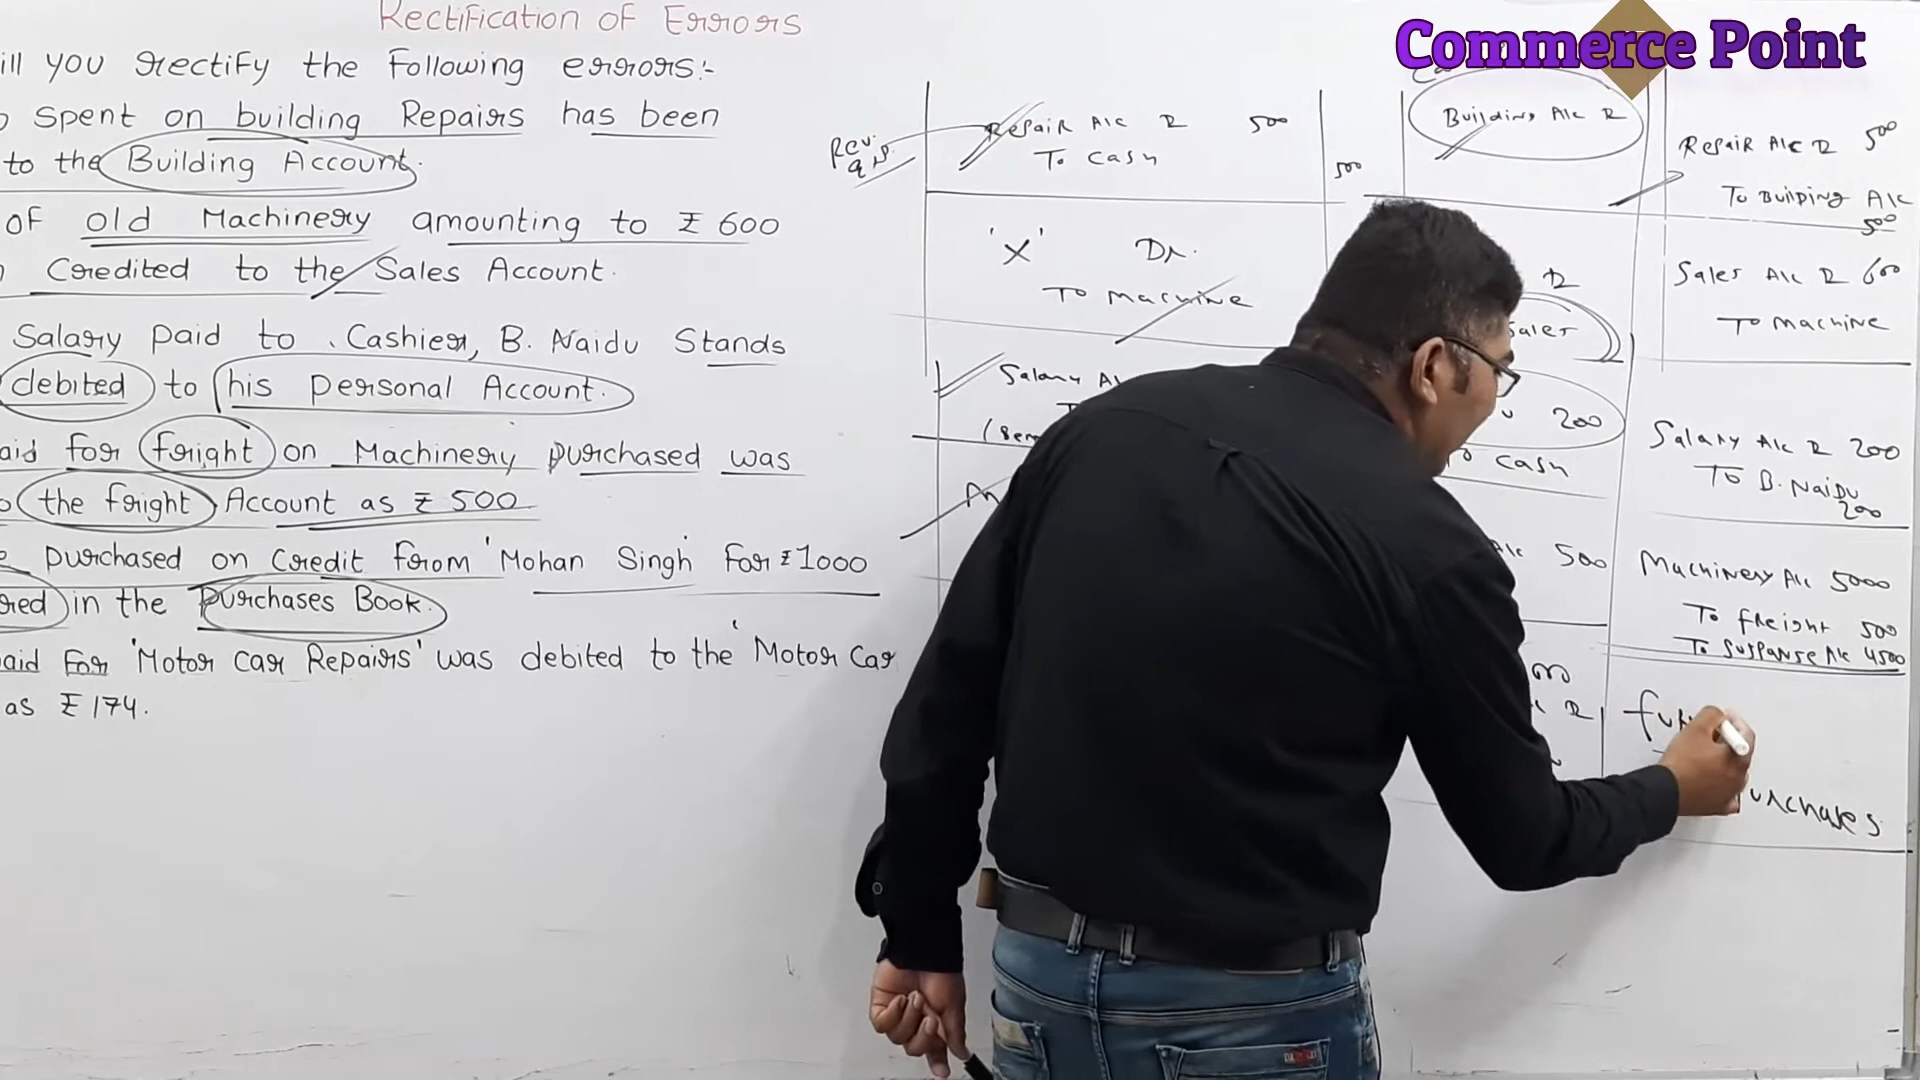 Rectification of Errors
Commerce Point
ill you rectify the following errors:-
spent on building Repairs has been
to the Building Account.
of old Machinery amounting to ₹ 600
Credited to the Sales Account.
Salary paid to Cashier, B. Naidu Stands
debited to his personal Account.
aid for fright on Machinery purchased was
the fright Account as ₹ 500
purchased on credit from 'Mohan Singh' for ₹ 1000
red in the purchases Book.
aid for 'Motor car Repairs' was debited to the 'Motor Car
as ₹ 174.
Repair A/c R 500
To Cash
500
'X' Dr.
To machine
Salary A/
Building A/c R
R
Sales
200
To Cash
A/c 500
R
Repair A/c R 500
To Building A/c
500
Sales A/c R 600
To machine
Salary A/c R 200
To B. Naidu
200
Machinery A/c 5000
To freight 500
To Suspanse A/c 4500
fur
urchases